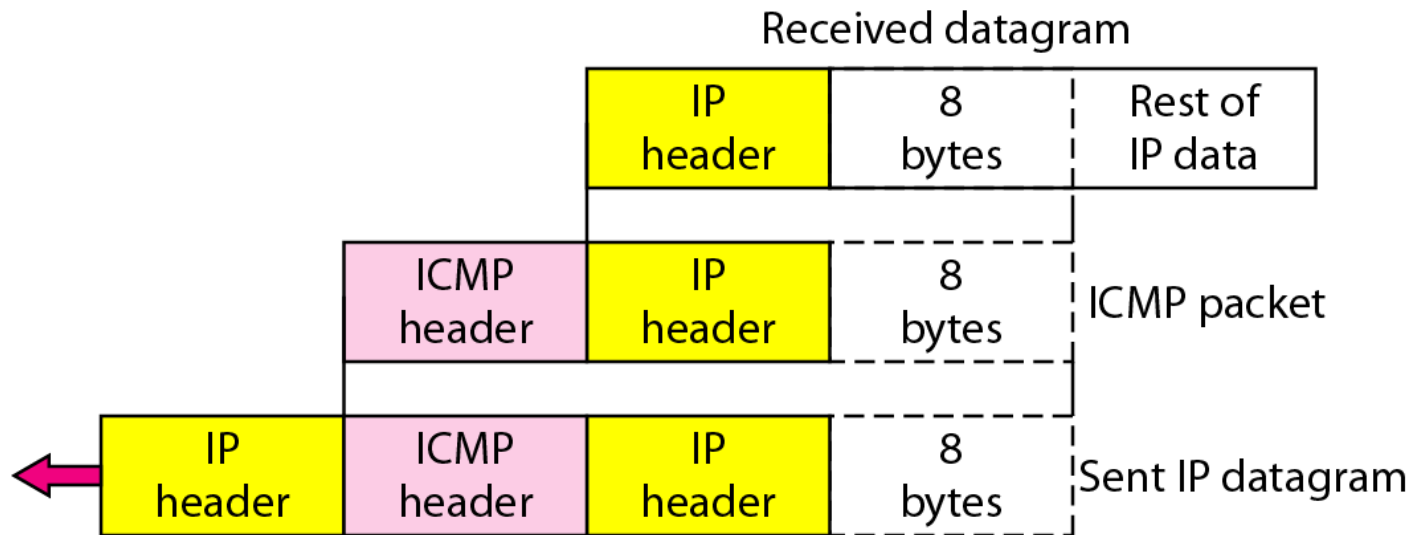 Received datagram
IP
header
8
bytes
Rest of
IP data
ICMP
header
IP
header
8
bytes
ICMP packet
IP
header
ICMP
header
IP
header
8
bytes
Sent IP datagram